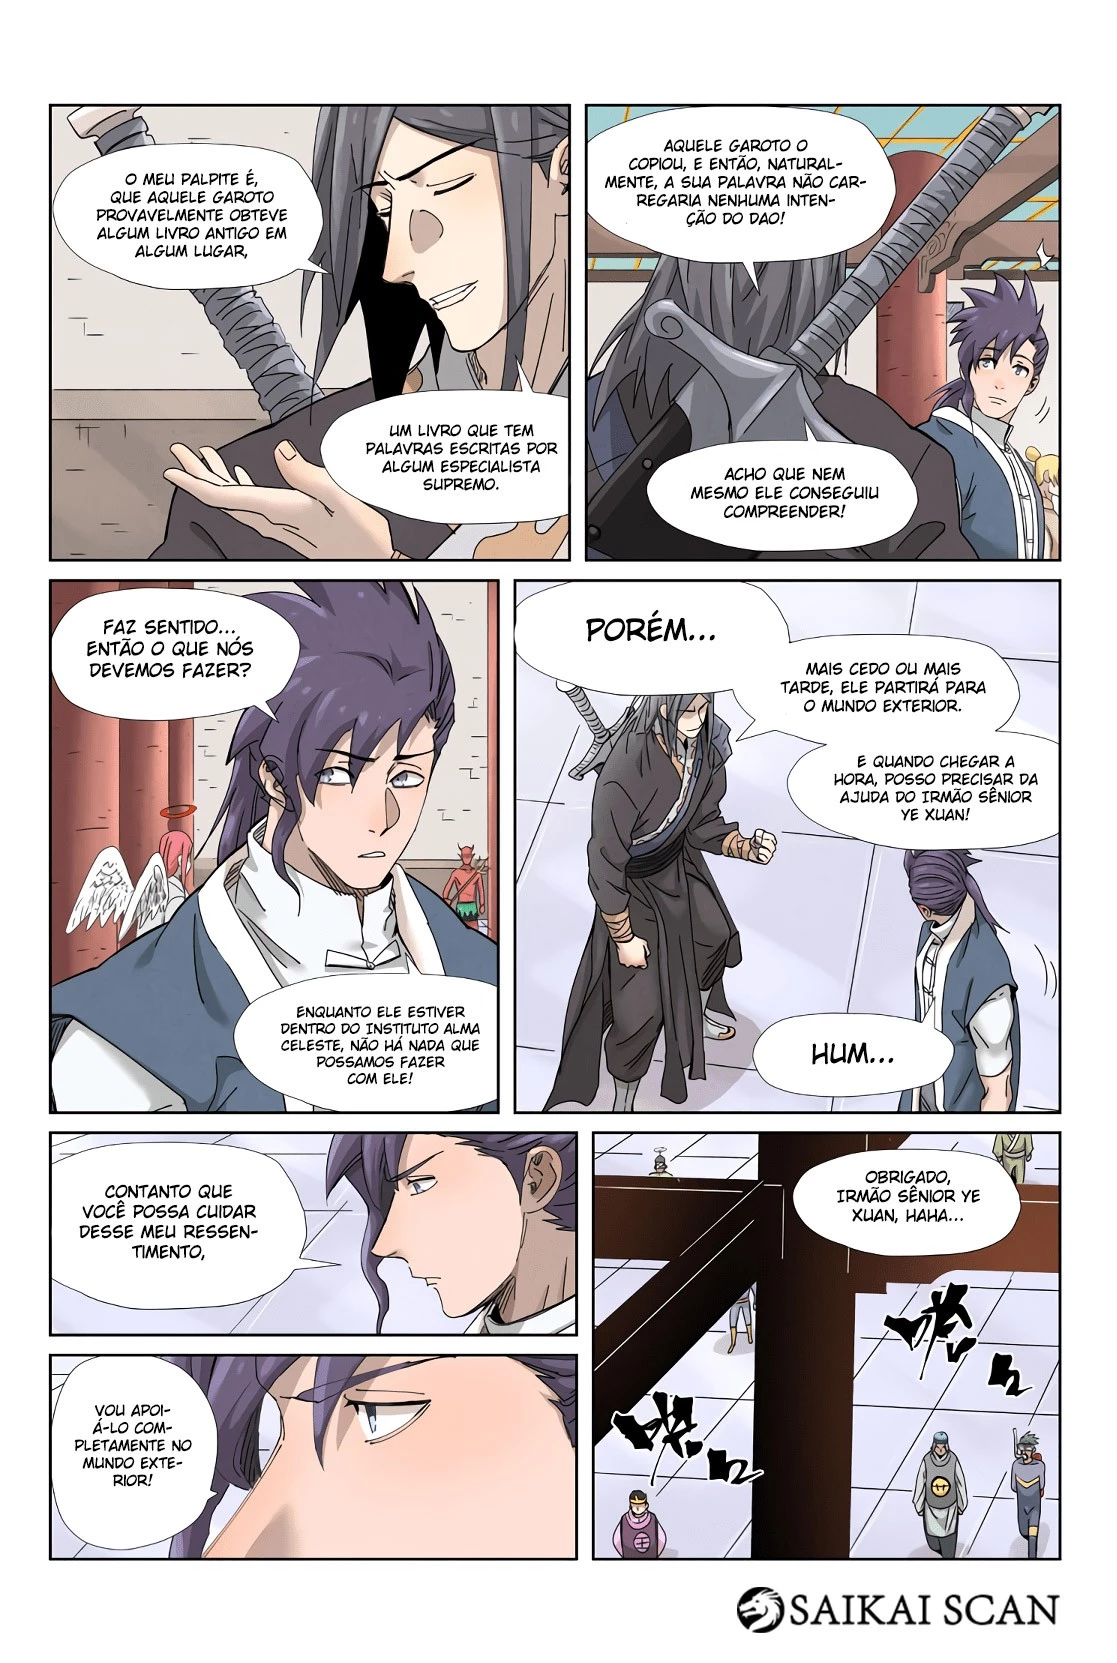 O MEU PALPITE É,
QUE AQUELE GAROTO
PROVAVELMENTE OBTEVE
ALGUM LIVRO ANTIGO EM
ALGUM LUGAR,
UM LIVRO QUE TEM
PALAVRAS ESCRITAS POR
ALGUM ESPECIALISTA
SUPREMO.
AQUELE GAROTO O
COPIOU, E ENTÃO, NATURAL-
MENTE, A SUA PALAVRA NÃO CAR-
REGARIA NENHUMA INTEN-
ÇÃO DO DAO!
ACHO QUE NEM
MESMO ELE CONSEGUIU
COMPREENDER!
FAZ SENTIDO...
ENTÃO O QUE NÓS
DEVEMOS FAZER?
ENQUANTO ELE ESTIVER
DENTRO DO INSTITUTO ALMA
CELESTE, NÃO HÁ NADA QUE
POSSAMOS FAZER
COM ELE!
PORÉM...
MAIS CEDO OU MAIS
TARDE, ELE PARTIRÁ PARA
O MUNDO EXTERIOR.
E QUANDO CHEGAR A
HORA, POSSO PRECISAR DA
AJUDA DO IRMÃO SÊNIOR
YE XUAN!
HUM...
CONTANTO QUE
VOCÊ POSSA CUIDAR
DESSE MEU RESSEN-
TIMENTO,
VOU APOI-
Á-LO COM-
PLETAMENTE NO
MUNDO EXTE-
RIOR!
OBRIGADO,
IRMÃO SÊNIOR YE
XUAN, HAHA...
SAIKAI SCAN